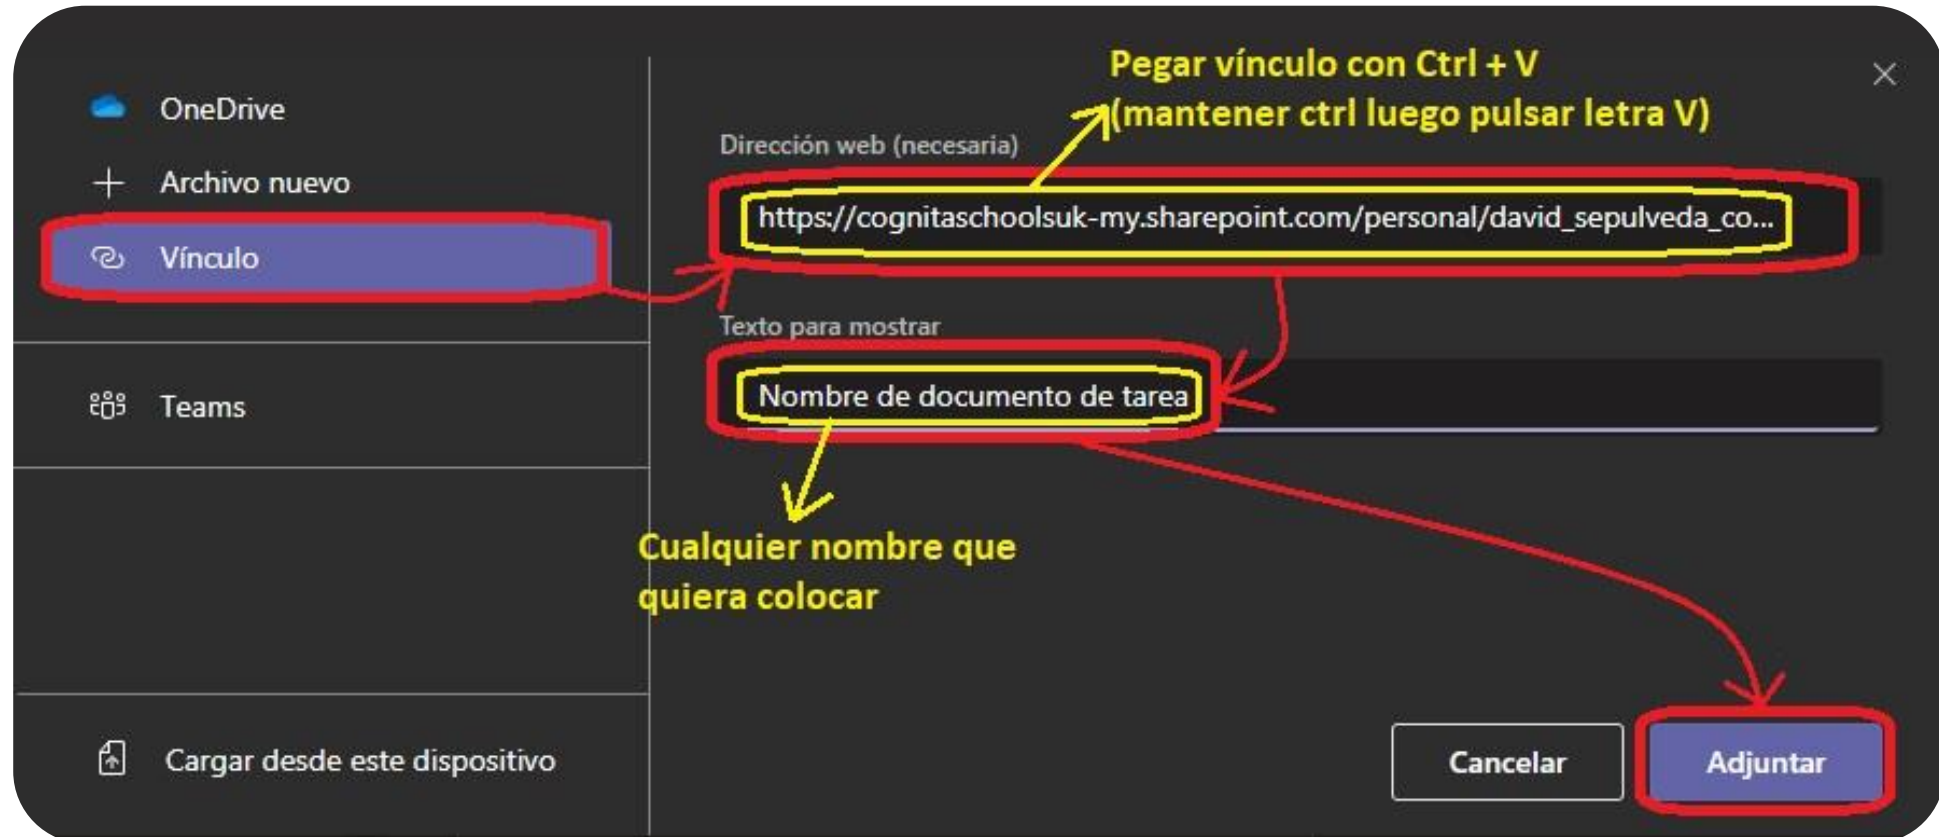 OneDrive
Archivo nuevo
Vínculo
Teams
Cargar desde este dispositivo
Pegar vínculo con Ctrl + V
(mantener ctrl luego pulsar letra V)
Dirección web (necesaria)
https://cognitaschoolsuk-my.sharepoint.com/personal/david_sepulveda_co...
Texto para mostrar
Nombre de documento de tarea
Cualquier nombre que
quiera colocar
Cancelar
Adjuntar